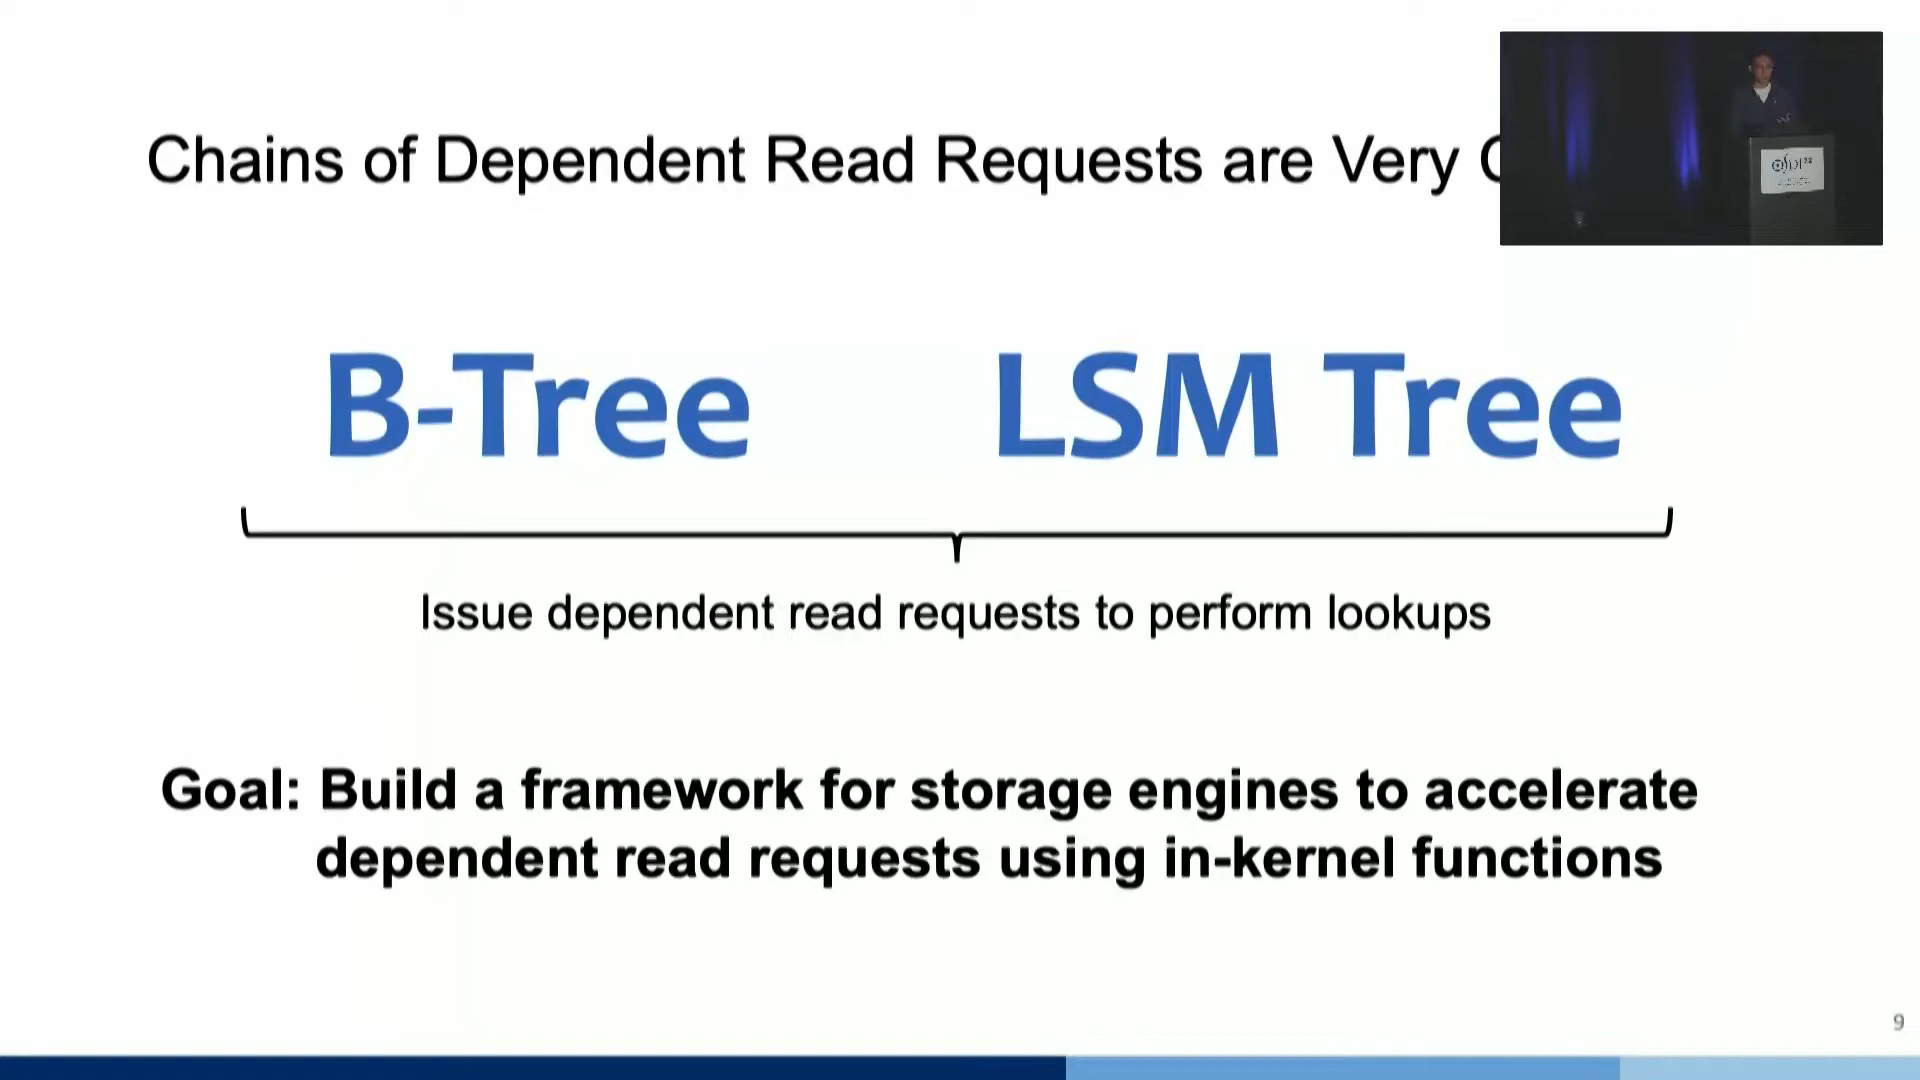 Chains of Dependent Read Requests are Very
B-Tree LSM Tree
Issue dependent read requests to perform lookups
Goal: Build a framework for storage engines to accelerate
dependent read requests using in-kernel functions
9